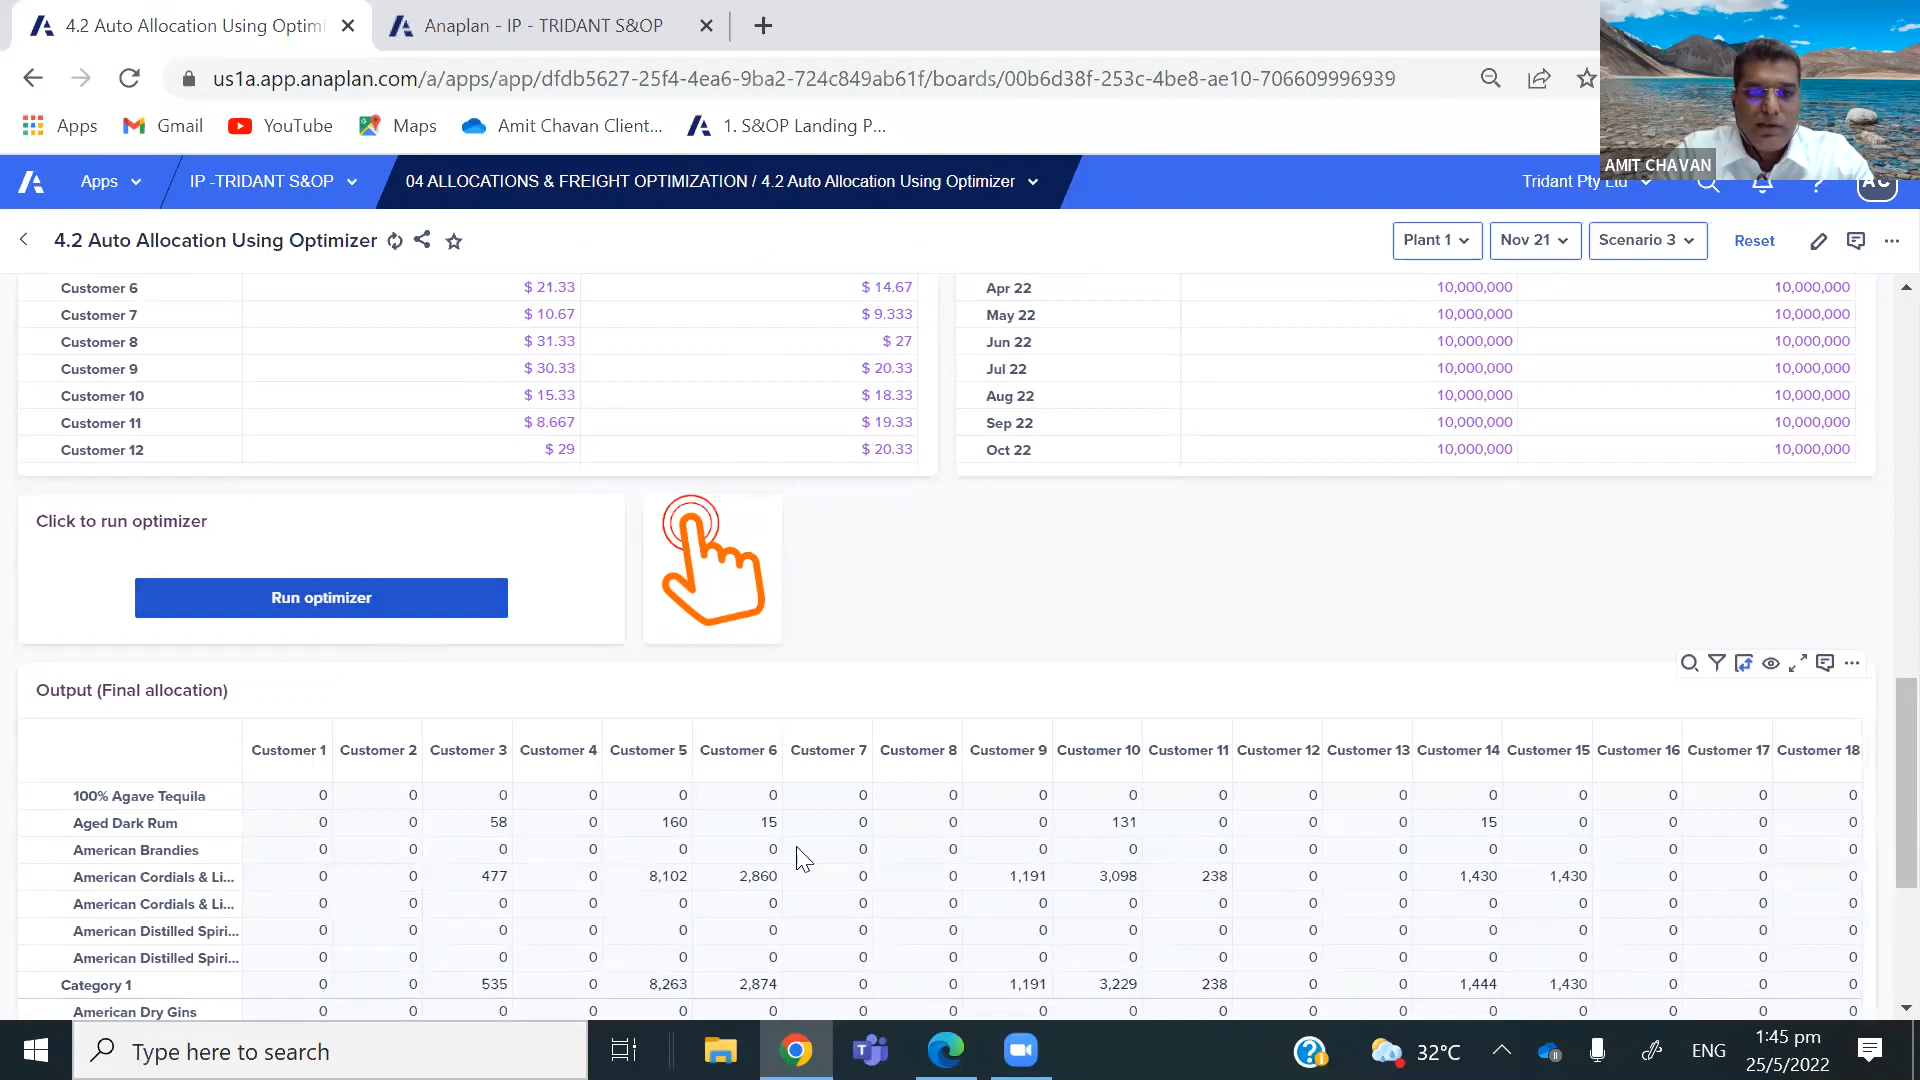 4.2 Auto Allocation Using Optimi
Anaplan - IP - TRIDANT S&OP
us1a.app.anaplan.com/a/apps/app/dfdb5627-25f4-4ea6-9ba2-724c849ab61f/boards/00b6d38f-253c-4be8-ae10-706609996939
Apps Gmail YouTube Maps Amit Chavan Client... 1. S&OP Landing P...
AMIT CHAVAN
Apps IP -TRIDANT S&OP 04 ALLOCATIONS & FREIGHT OPTIMIZATION / 4.2 Auto Allocation Using Optimizer Tridant Pty Ltd AC
4.2 Auto Allocation Using Optimizer Plant 1 Nov 21 Scenario 3 Reset
Customer 6 $ 21.33 $ 14.67 Apr 22 10,000,000 10,000,000
Customer 7 $ 10.67 $ 9.333 May 22 10,000,000 10,000,000
Customer 8 $ 31.33 $ 27 Jun 22 10,000,000 10,000,000
Customer 9 $ 30.33 $ 20.33 Jul 22 10,000,000 10,000,000
Customer 10 $ 15.33 $ 18.33 Aug 22 10,000,000 10,000,000
Customer 11 $ 8.667 $ 19.33 Sep 22 10,000,000 10,000,000
Customer 12 $ 29 $ 20.33 Oct 22 10,000,000 10,000,000
Click to run optimizer
Run optimizer
Output (Final allocation)
Customer 1 Customer 2 Customer 3 Customer 4 Customer 5 Customer 6 Customer 7 Customer 8 Customer 9 Customer 10 Customer 11 Customer 12 Customer 13 Customer 14 Customer 15 Customer 16 Customer 17 Customer 18
100% Agave Tequila 0 0 0 0 0 0 0 0 0 0 0 0 0 0 0 0 0 0
Aged Dark Rum 0 0 58 0 160 15 0 0 0 131 0 0 0 15 0 0 0 0
American Brandies 0 0 0 0 0 0 0 0 0 0 0 0 0 0 0 0 0 0
American Cordials & Li... 0 0 477 0 8,102 2,860 0 0 1,191 3,098 238 0 0 1,430 1,430 0 0 0
American Cordials & Li... 0 0 0 0 0 0 0 0 0 0 0 0 0 0 0 0 0 0
American Distilled Spiri... 0 0 0 0 0 0 0 0 0 0 0 0 0 0 0 0 0 0
American Distilled Spiri... 0 0 0 0 0 0 0 0 0 0 0 0 0 0 0 0 0 0
Category 1 0 0 535 0 8,263 2,874 0 0 1,191 3,229 238 0 0 1,444 1,430 0 0 0
American Dry Gins 0 0 0 0 0 0 0 0 0 0 0 0 0 0 0 0 0 0
Type here to search 32°C ENG 1:45 pm
25/5/2022